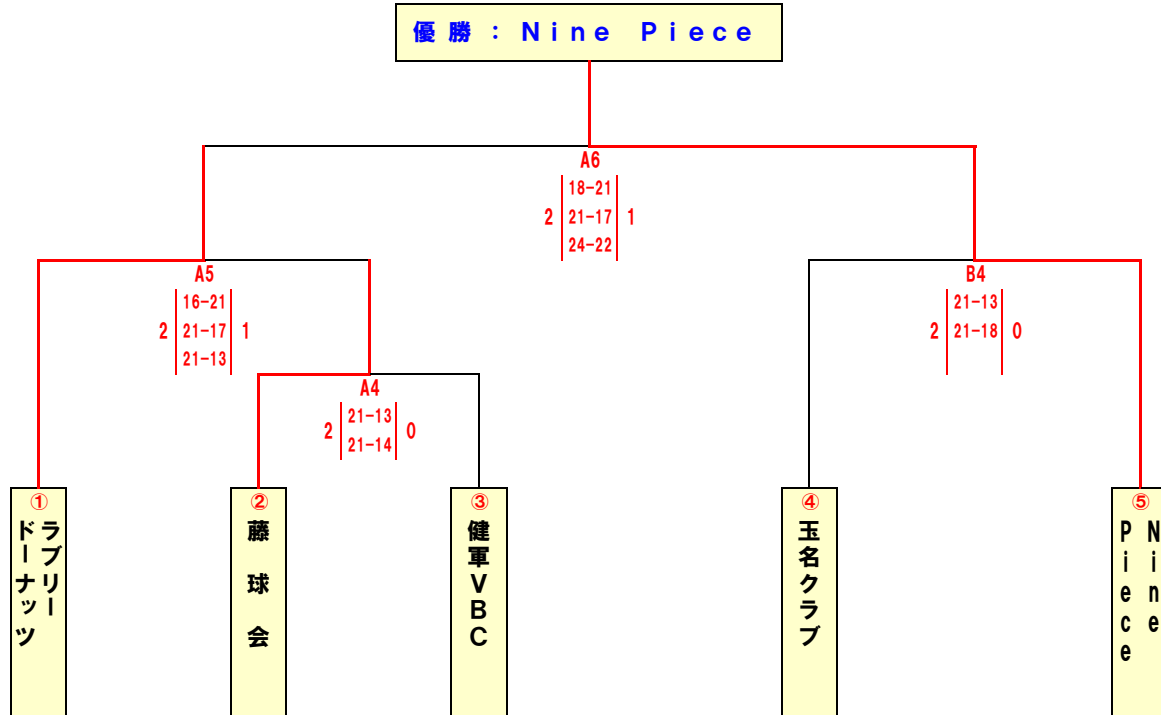 優勝：Nine Piece
A6
18-21
2 21-17 1
24-22
A5
16-21
2 21-17 1
21-13
B4
21-13
2 21-18 0
A4
21-13
2 21-14 0
①
ラブリー
ドーナッツ
②
藤球会
③
健軍VBC
④
玉名クラブ
⑤
Nine
Piece